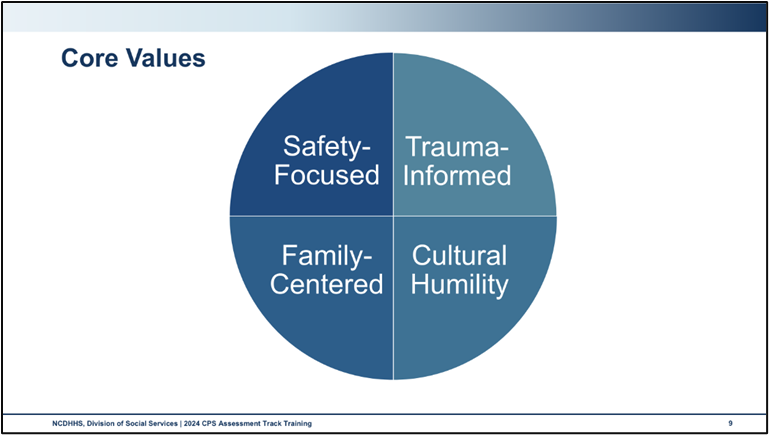 Core Values
Safety-
Focused
Trauma-
Informed
Family-
Centered
Cultural
Humility
NCDHHS, Division of Social Services | 2024 CPS Assessment Track Training
9